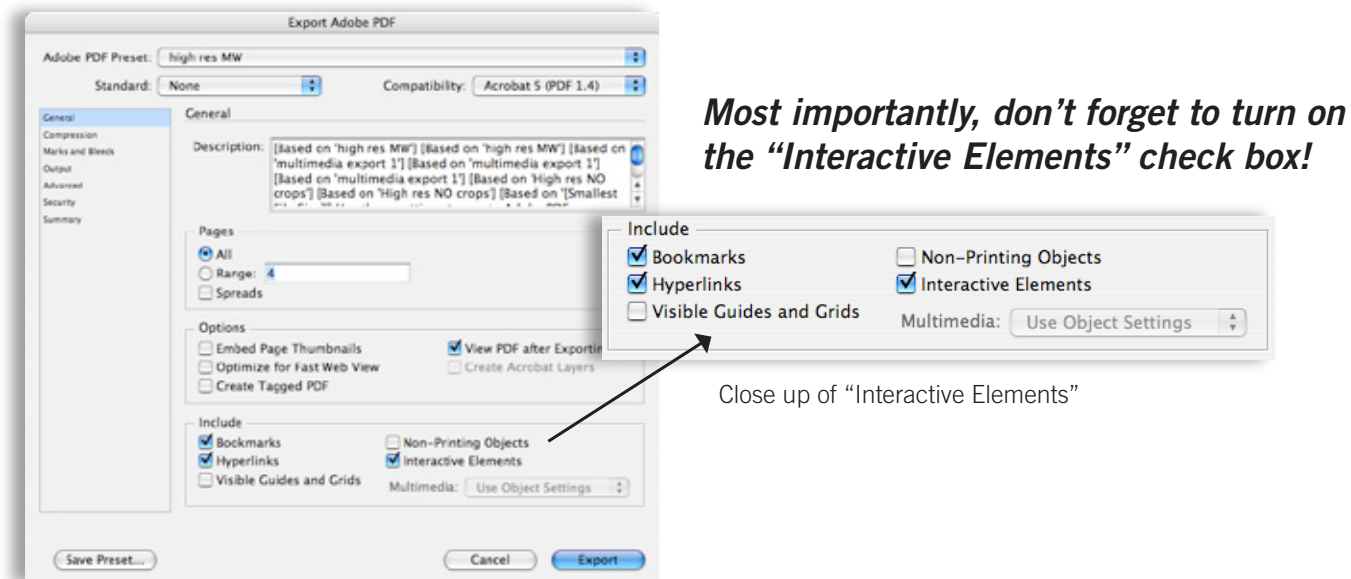 Export Adobe PDF
Adobe PDF Preset: high res MW
Standard: None Compatibility: Acrobat 5 (PDF 1.4)
General
Compression
Marks and Bleeds
Output
Advanced
Security
Summary
General
Description: [Based on 'high res MW'] [Based on 'high res MW'] [Based on
'multimedia export 1'] [Based on 'multimedia export 1']
[Based on 'multimedia export 1'] [Based on 'High res NO
crops'] [Based on 'High res NO crops'] [Based on '[Smallest
Pages
All
Range: 4
Spreads
Options
Embed Page Thumbnails View PDF after Exportin
Optimize for Fast Web View Create Acrobat Layers
Create Tagged PDF
Include
Bookmarks Non-Printing Objects
Hyperlinks Interactive Elements
Visible Guides and Grids Multimedia: Use Object Settings
Save Preset... Cancel Export
Most importantly, don’t forget to turn on
the “Interactive Elements” check box!
Include
Bookmarks Non-Printing Objects
Hyperlinks Interactive Elements
Visible Guides and Grids Multimedia: Use Object Settings
Close up of “Interactive Elements”